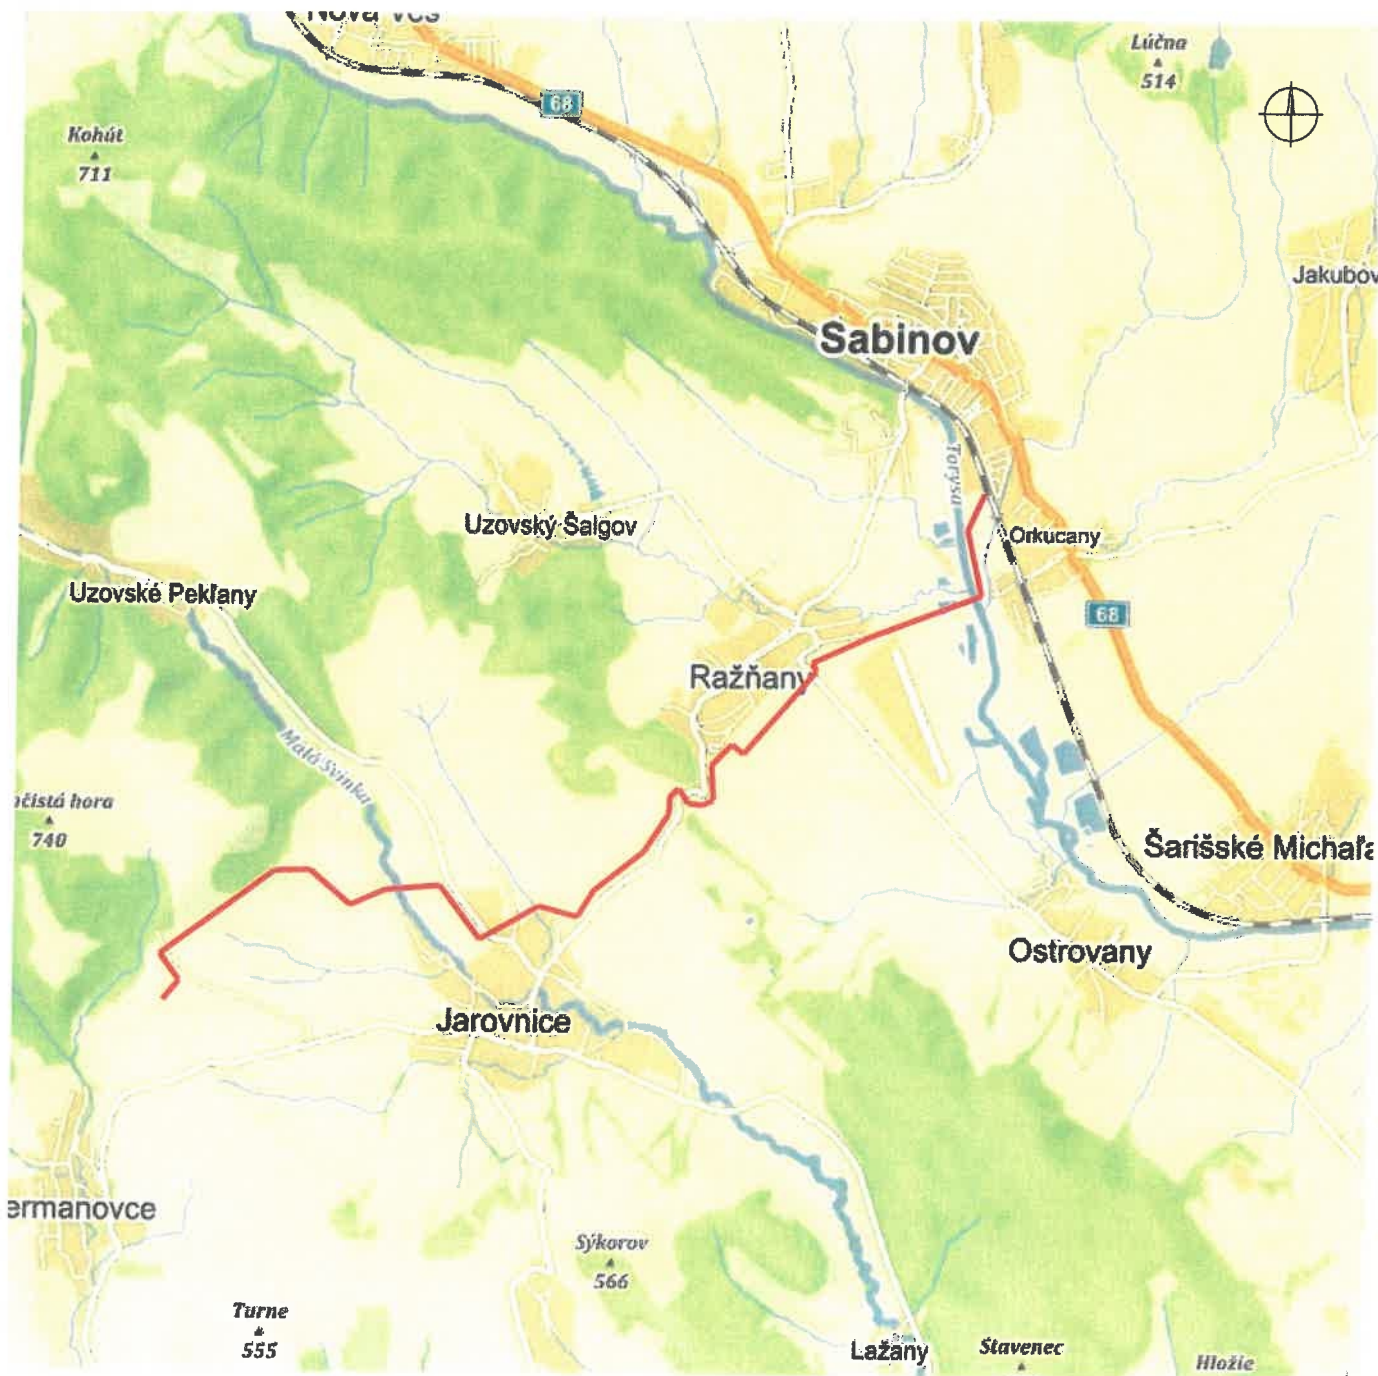 Nová Ves
Lúčna
514
68
Kohút
711
Jakubov
Sabinov
Torysa
Uzovský Šalgov
Orkucany
Uzovské Pekľany
68
Ražňany
Malá Svinka
nčistá hora
740
Šarišské Michaľa
Ostrovany
Jarovnice
ermanovce
Sýkorov
566
Turne
555
Lažany
Stavenec
Hložie